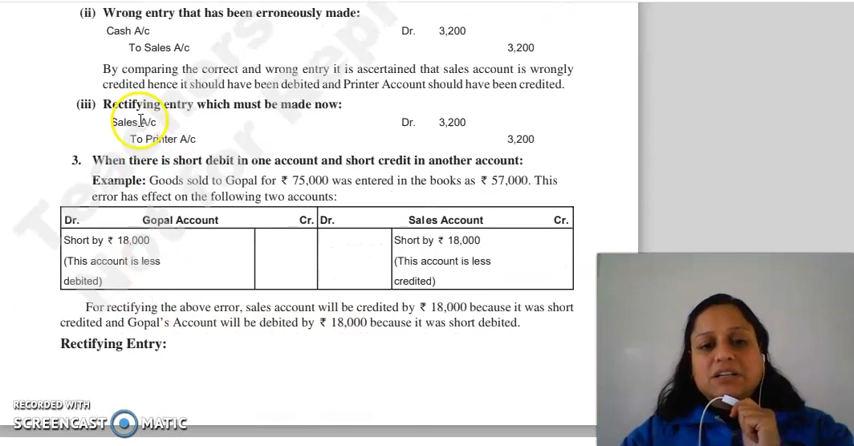 (ii) Wrong entry that has been erroneously made:
Cash A/c Dr. 3,200
To Sales A/c 3,200
By comparing the correct and wrong entry it is ascertained that sales account is wrongly
credited hence it should have been debited and Printer Account should have been credited.
(iii) Rectifying entry which must be made now:
Sales A/c Dr. 3,200
To Printer A/c 3,200
3. When there is short debit in one account and short credit in another account:
Example: Goods sold to Gopal for ₹ 75,000 was entered in the books as ₹ 57,000. This
error has effect on the following two accounts:
Dr. Gopal Account Cr. Dr. Sales Account Cr.
Short by ₹ 18,000 Short by ₹ 18,000
(This account is less (This account is less
debited) credited)
For rectifying the above error, sales account will be credited by ₹ 18,000 because it was short
credited and Gopal's Account will be debited by ₹ 18,000 because it was short debited.
Rectifying Entry:
RECORDED WITH
SCREENCAST MATIC